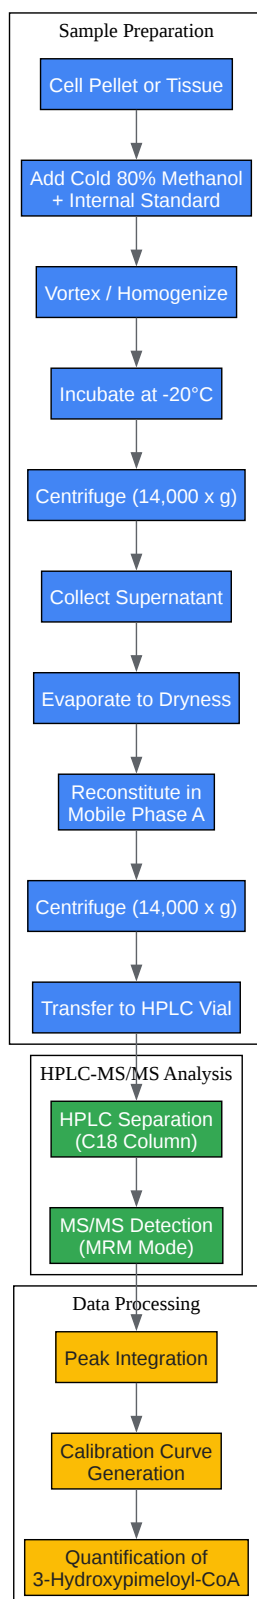 Sample Preparation
Cell Pellet or Tissue
Add Cold 80% Methanol
+ Internal Standard
Vortex / Homogenize
Incubate at -20°C
Centrifuge (14,000 x g)
Collect Supernatant
Evaporate to Dryness
Reconstitute in
Mobile Phase A
Centrifuge (14,000 x g)
Transfer to HPLC Vial
HPLC-MS/MS Analysis
HPLC Separation
(C18 Column)
MS/MS Detection
(MRM Mode)
Data Processing
Peak Integration
Calibration Curve
Generation
Quantification of
3-Hydroxypimeloyl-CoA